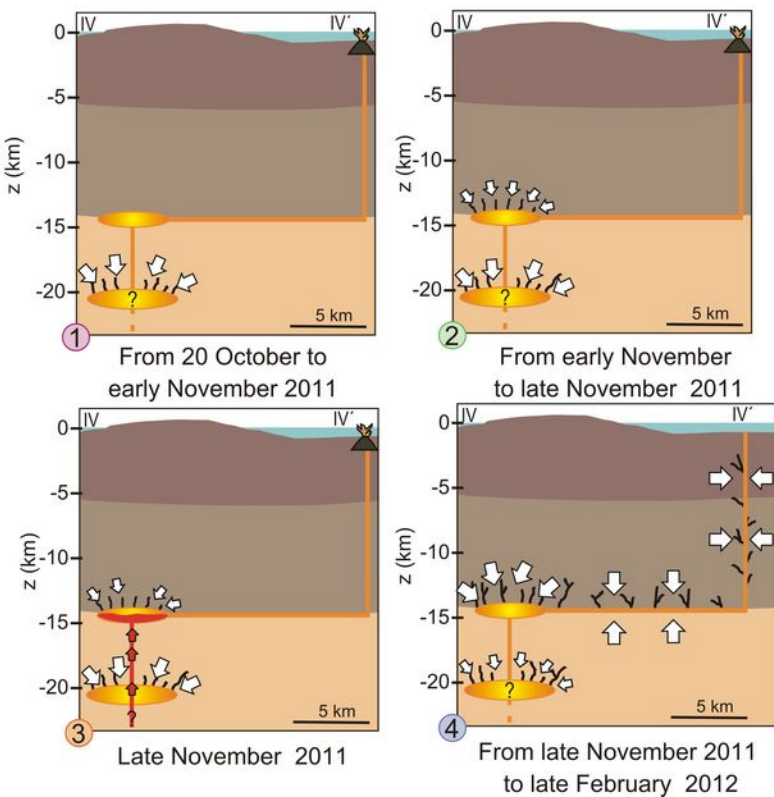 IV IV´
0
-5
-10
-15
-20
z (km)
?
5 km
1
From 20 October to
early November 2011
IV IV´
0
-5
-10
-15
-20
z (km)
?
5 km
2
From early November
to late November 2011
IV IV´
0
-5
-10
-15
-20
z (km)
?
5 km
3
Late November 2011
IV IV´
0
-5
-10
-15
-20
z (km)
?
5 km
4
From late November 2011
to late February 2012